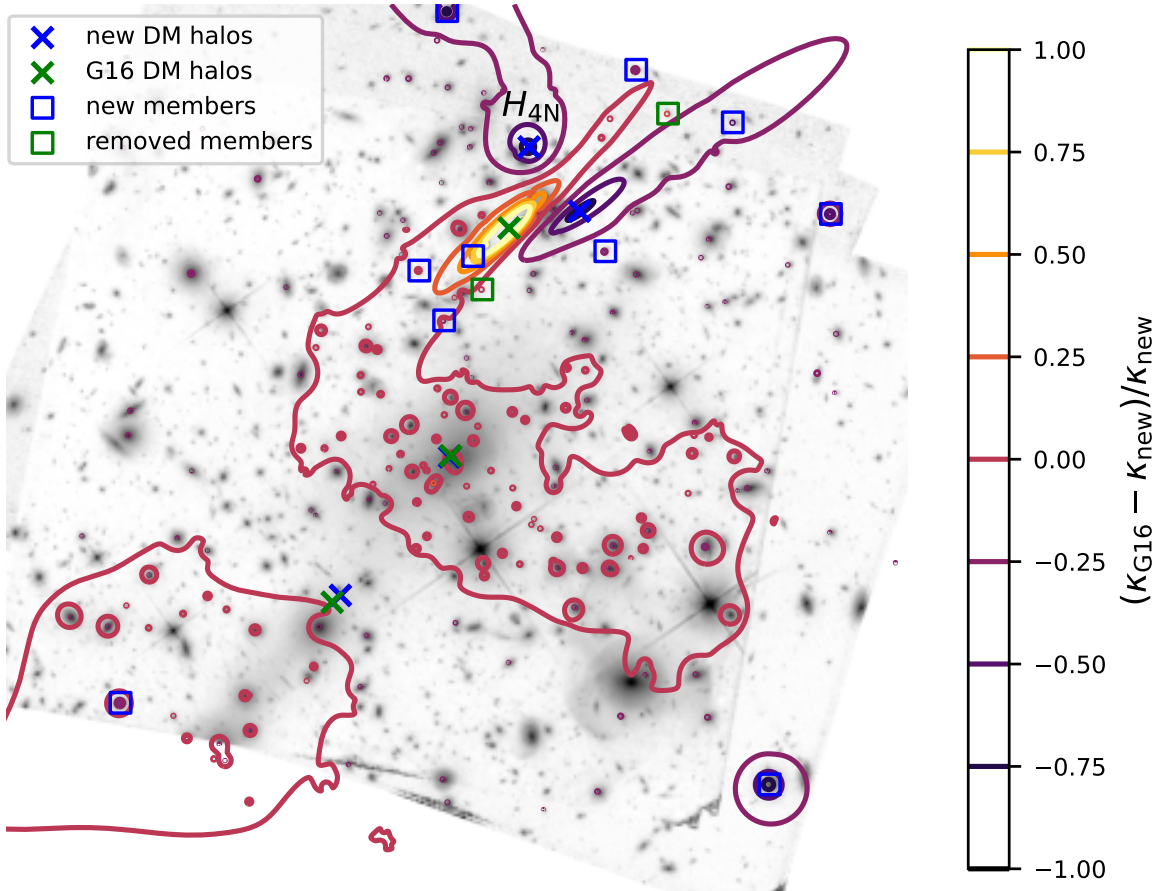 new DM halos
G16 DM halos
new members
removed members
H4N
1.00
0.75
0.50
0.25
0.00
−0.25
−0.50
−0.75
−1.00
(κG16 − κnew)/κnew